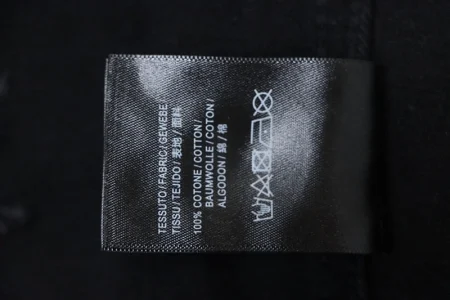 TESSUTO / FABRIC / GEWEBE
TISSU / TEJIDO / 表地 / 面料
100% COTONE / COTTON /
BAUMWOLLE / COTON /
ALGODON / 綿 / 棉